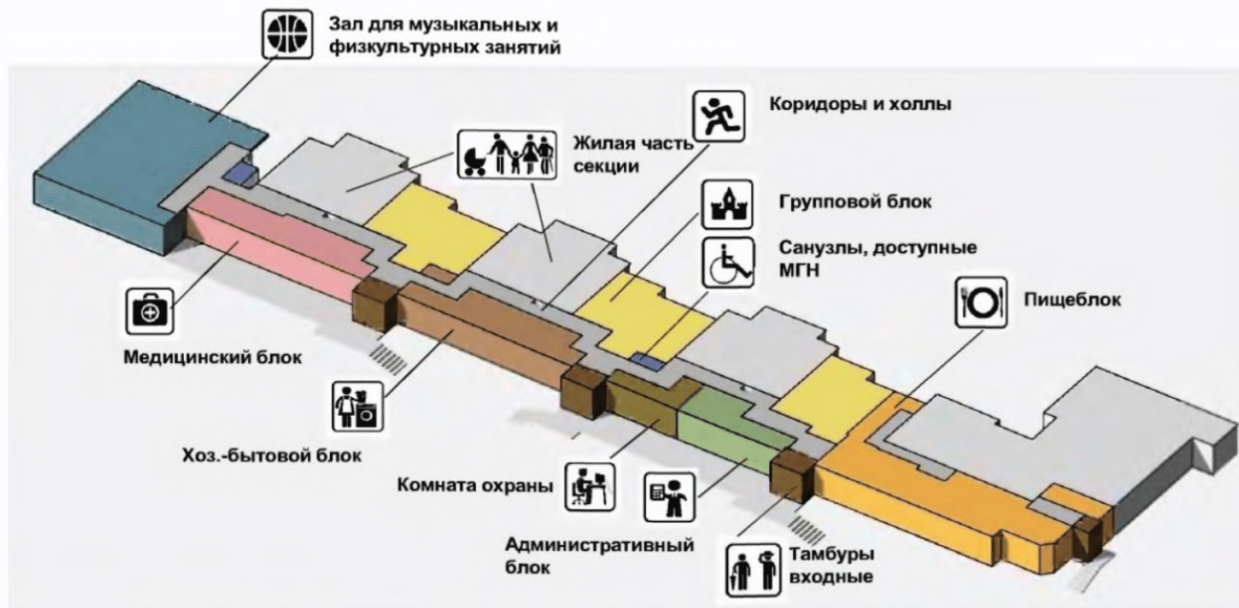 Зал для музыкальных и
физкультурных занятий
Коридоры и холлы
Жилая часть
секции
Групповой блок
Санузлы, доступные
МГН
Пищеблок
Медицинский блок
Хоз.-бытовой блок
Комната охраны
Административный
блок
Тамбуры
входные